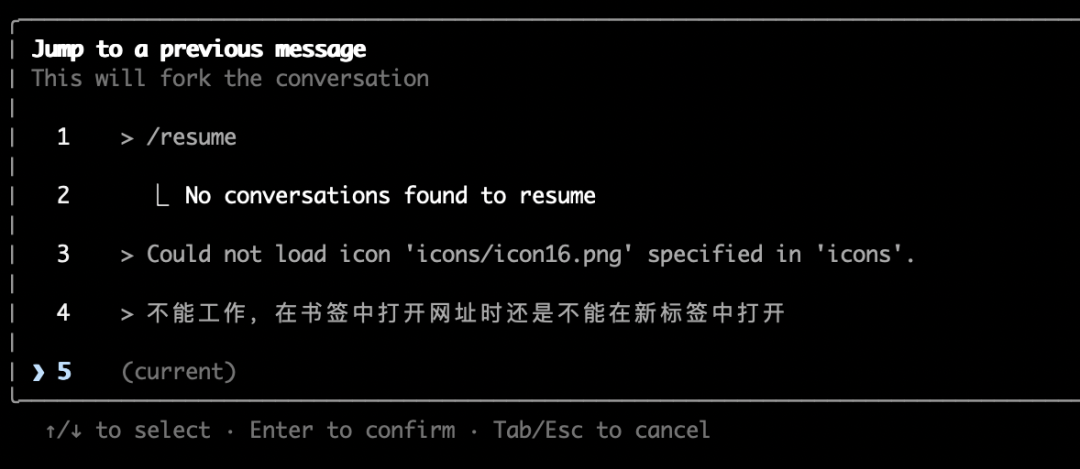 Jump to a previous message
This will fork the conversation
1 > /resume
2 ⎿ No conversations found to resume
3 > Could not load icon 'icons/icon16.png' specified in 'icons'.
4 > 不能工作，在书签中打开网址时还是不能在新标签中打开
❯ 5 (current)
↑/↓ to select · Enter to confirm · Tab/Esc to cancel